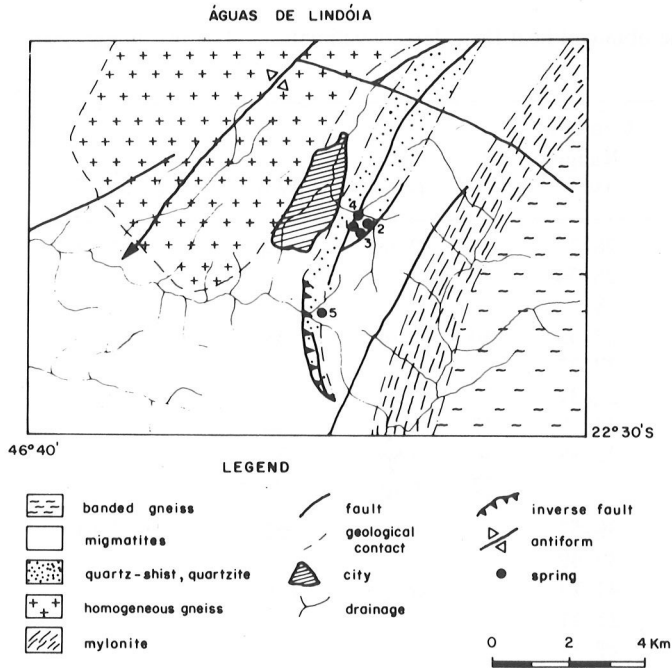 ÁGUAS DE LINDÓIA
4
2
3
5
46°40'
22°30'S
LEGEND
banded gneiss
migmatites
quartz-shist, quartzite
homogeneous gneiss
mylonite
fault
geological
contact
city
drainage
inverse fault
antiform
spring
0 2 4 Km